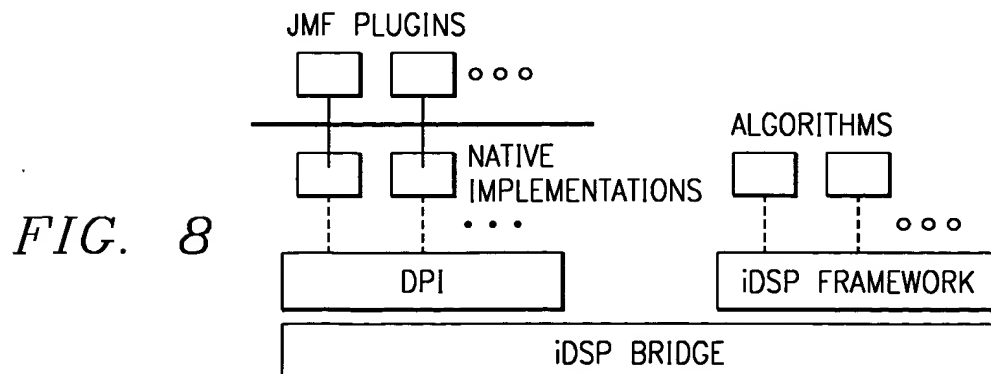 JMF PLUGINS
ALGORITHMS
NATIVE
IMPLEMENTATIONS
FIG. 8
DPI
iDSP FRAMEWORK
iDSP BRIDGE